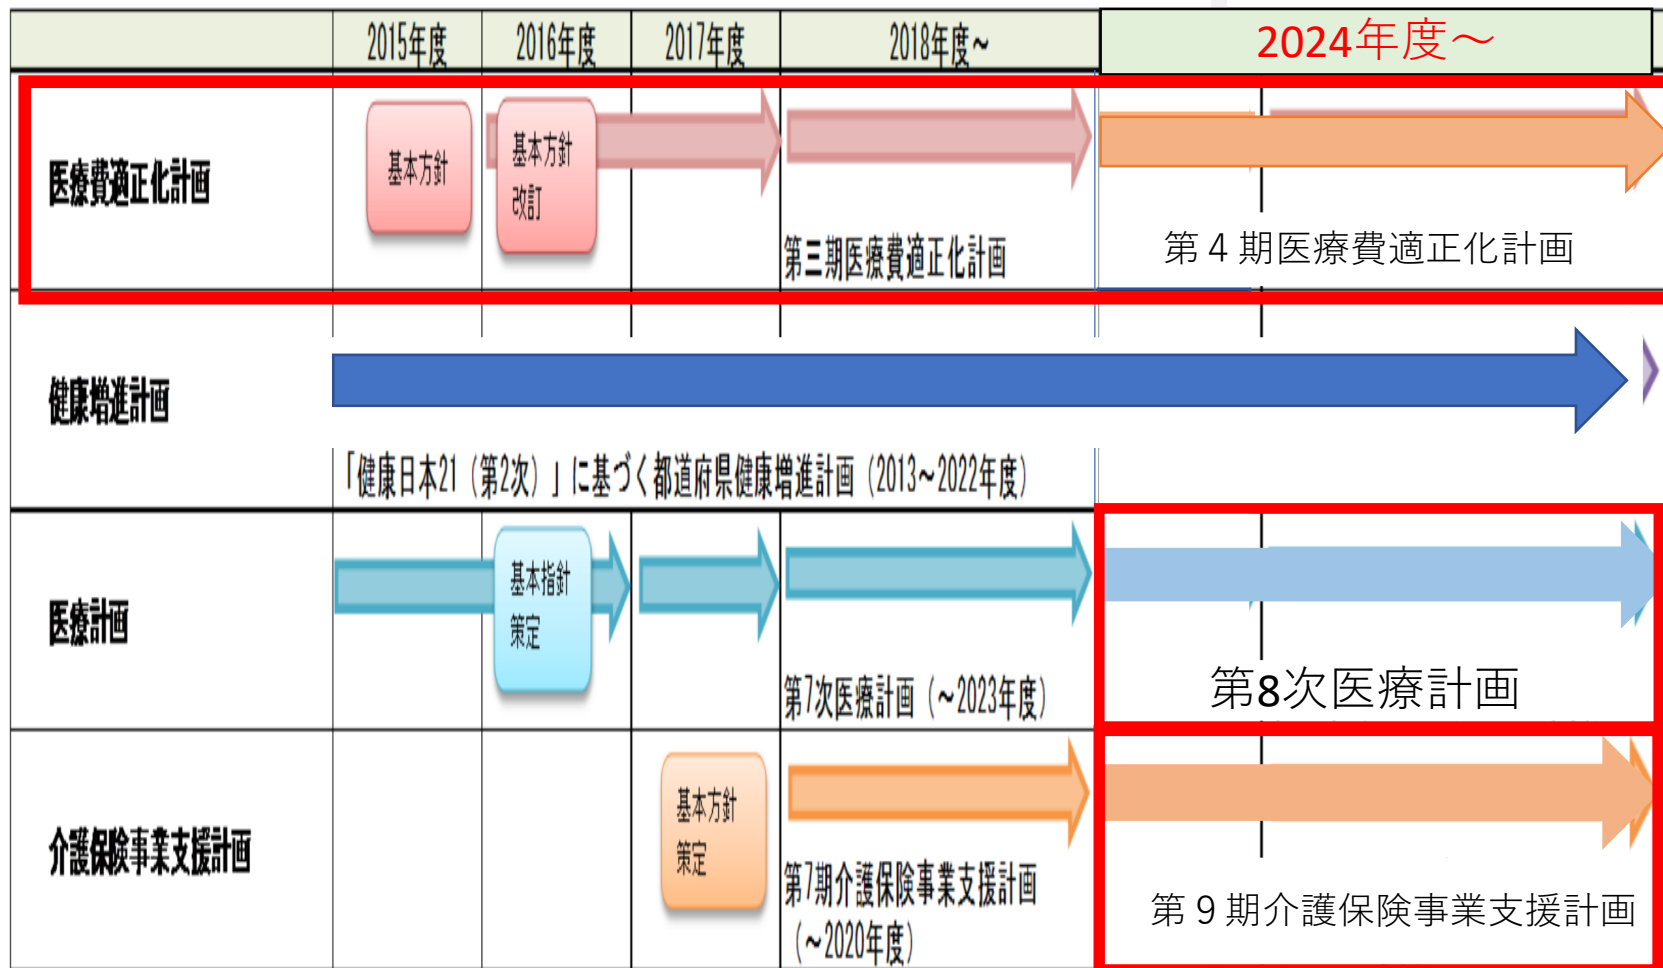 2015年度 2016年度 2017年度 2018年度～ 2024年度～
医療費適正化計画
基本方針
基本方針
改訂
第三期医療費適正化計画
第４期医療費適正化計画
健康増進計画
「健康日本21（第2次）」に基づく都道府県健康増進計画（2013～2022年度）
医療計画
基本指針
策定
第7次医療計画（～2023年度）
第8次医療計画
介護保険事業支援計画
基本方針
策定
第7期介護保険事業支援計画
（～2020年度）
第９期介護保険事業支援計画